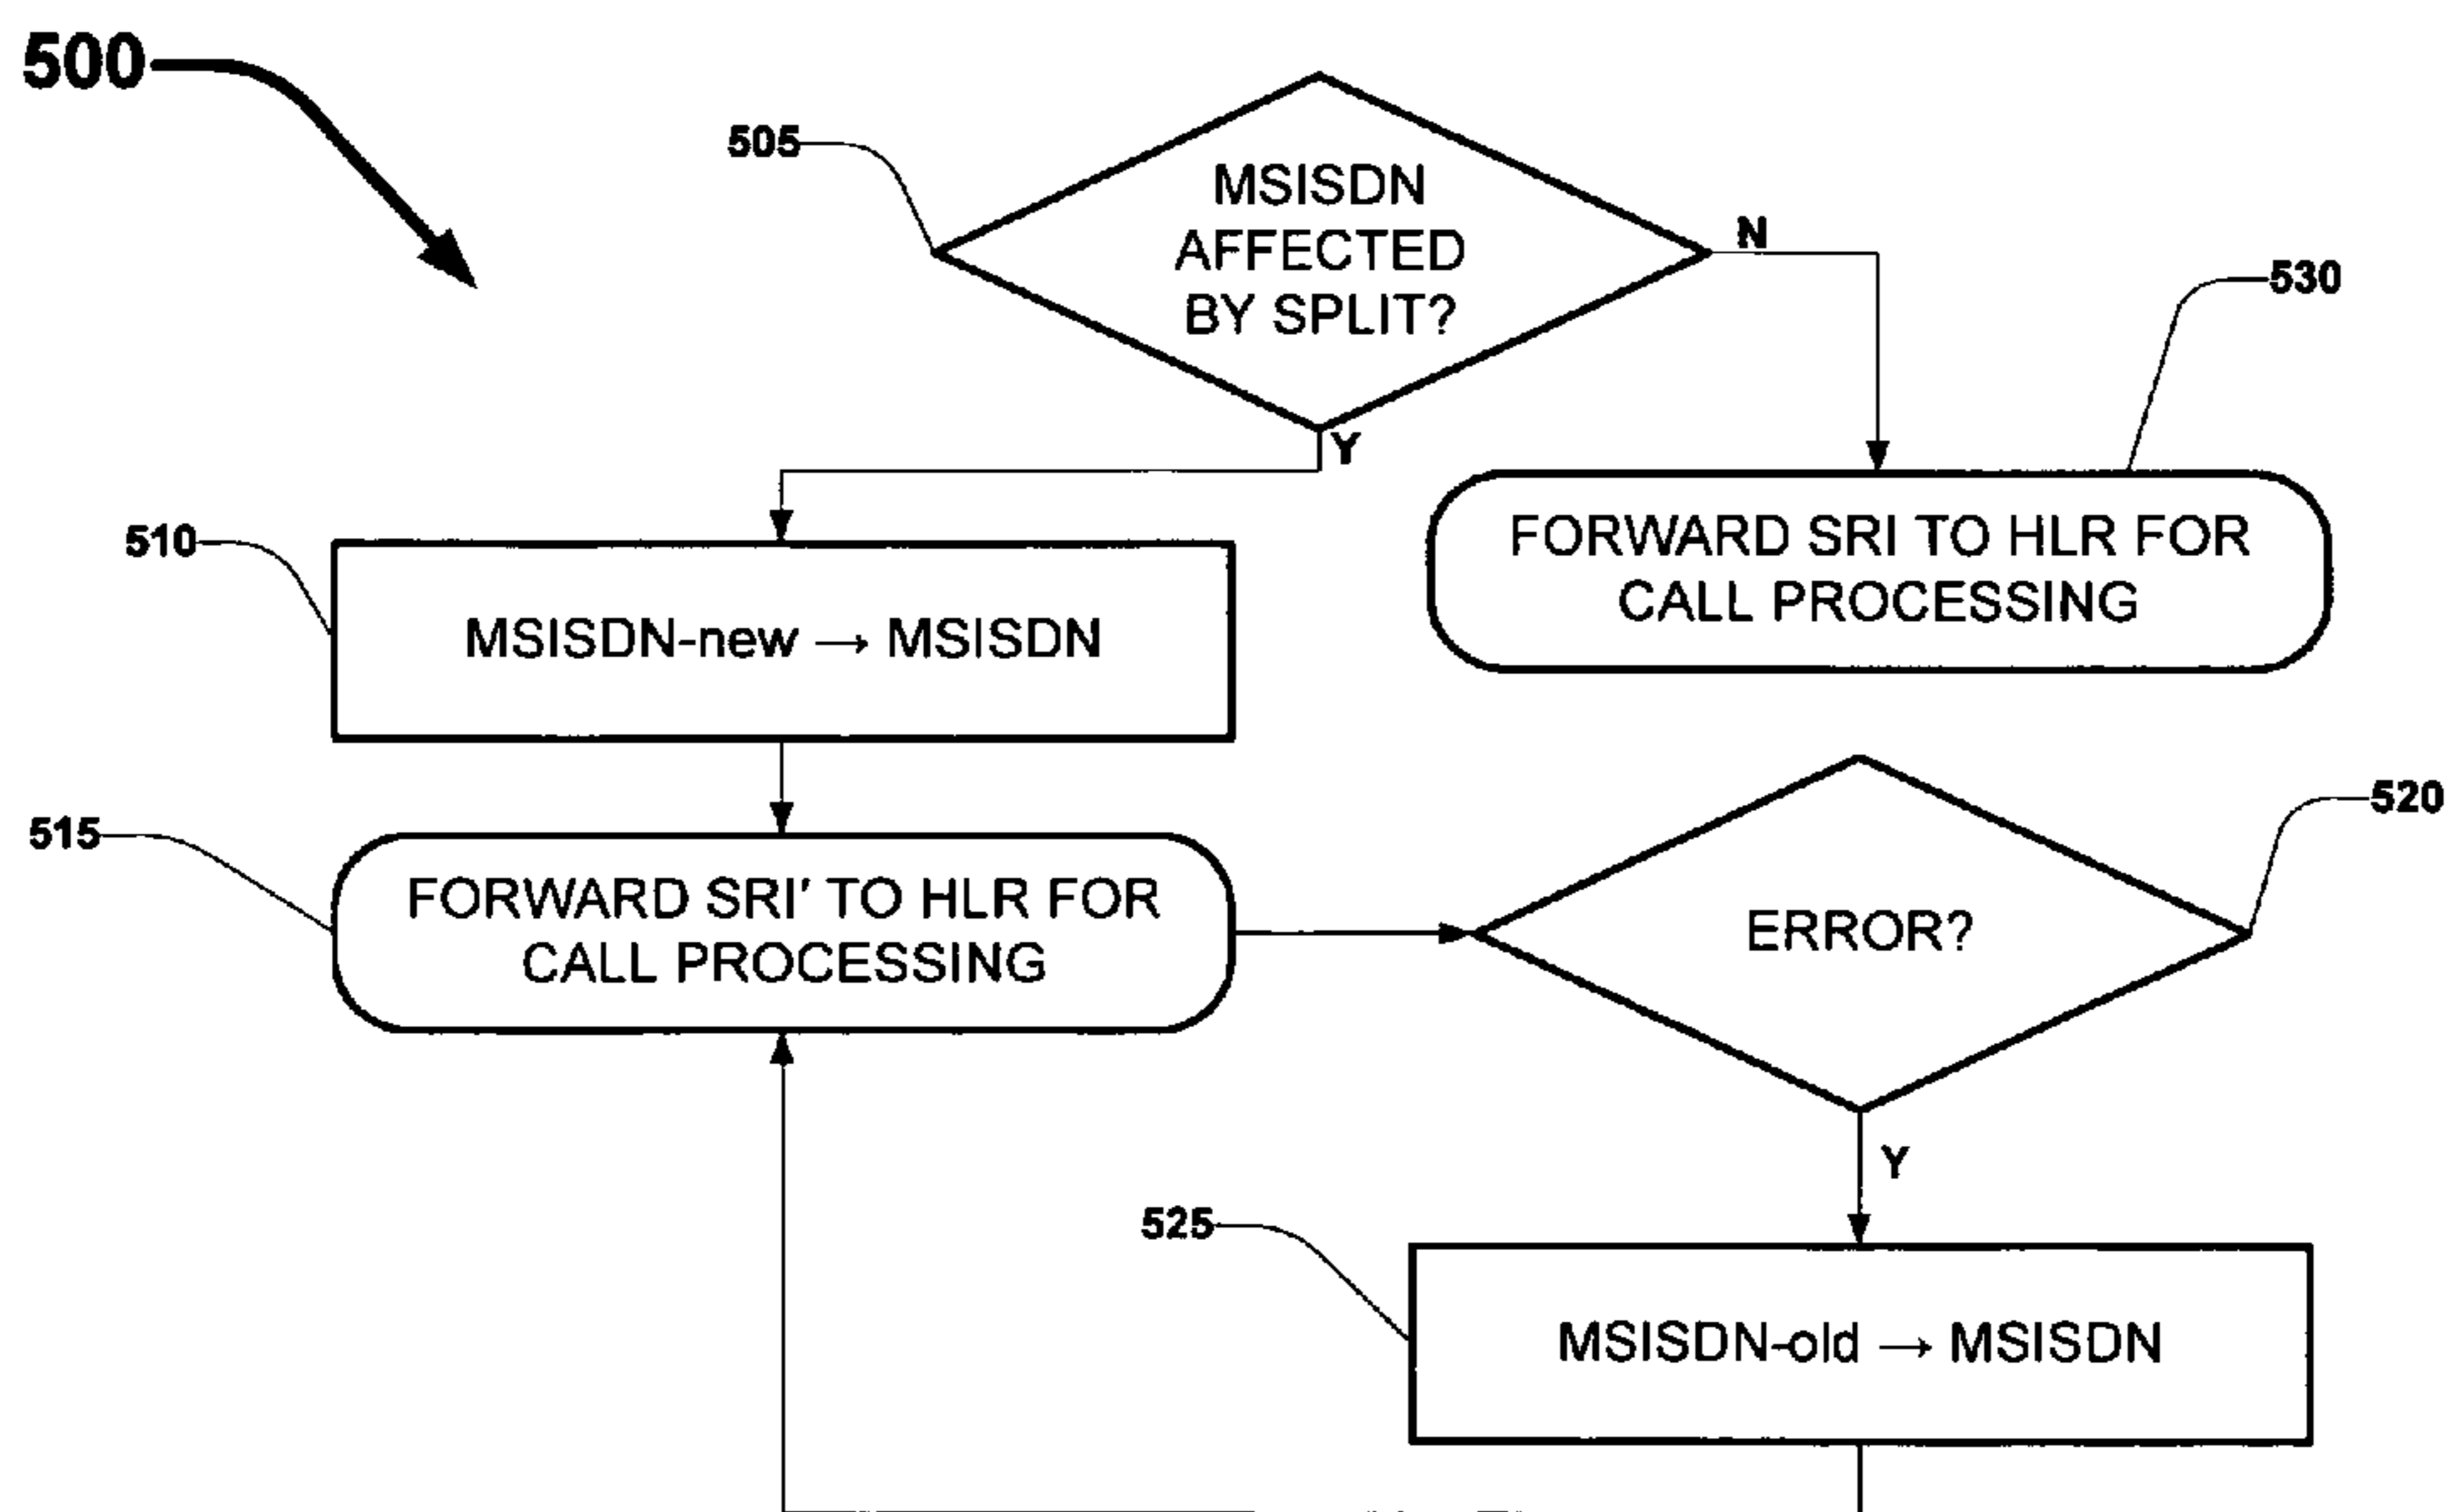 500
505
MSISDN
AFFECTED
BY SPLIT?
N
530
Y
FORWARD SRI TO HLR FOR
CALL PROCESSING
510
MSISDN-new → MSISDN
515
FORWARD SRI' TO HLR FOR
CALL PROCESSING
520
ERROR?
Y
525
MSISDN-old → MSISDN